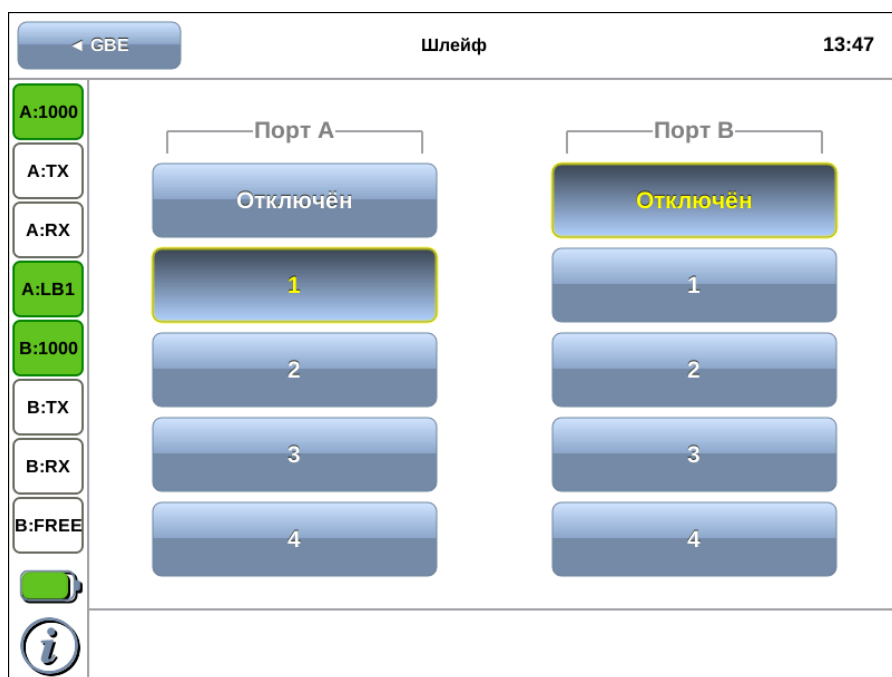 ◄ GBE
Шлейф
13:47
A:1000
A:TX
A:RX
A:LB1
B:1000
B:TX
B:RX
B:FREE
Порт A
Отключён
1
2
3
4
Порт B
Отключён
1
2
3
4
i